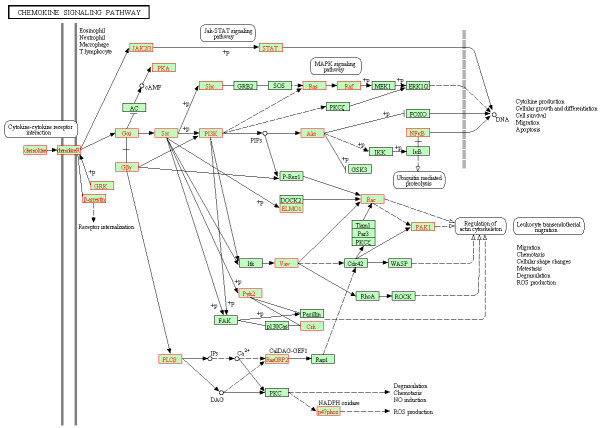 CHEMOKINE SIGNALING PATHWAY
Eosinophil
Neutrophil
Macrophage
T lymphocyte
Jak-STAT signaling
pathway
+p
+p
JAK2/3
STAT
MAPK signaling
pathway
PKA
cAMP
+p
Shc
GRB2
SOS
Ras
Raf
+p
MEK1
+p
ERK1/2
AC
PKCζ
FOXO
DNA
Cytokine production
Cellular growth and differentiation
Cell survival
Migration
Apoptosis
Cytokine-cytokine receptor
interaction
Gαi
Src
+p
PI3K
PIP3
Akt
+p
+p
NFκB
chemokine
chemokineR
IKK
+p
IκB
Gβγ
GSK3
+p
GRK
P-Rex1
Ubiquitin mediated
proteolysis
β-arrestin
Receptor internalization
+p
DOCK2
ELMO1
Rac
Tiam1
Par3
PKCζ
PAK1
Regulation of
actin cytoskeleton
Leukocyte transendothelial
migration
+p
Itk
Vav
Cdc42
WASP
Migration
Chemotaxis
Cellular shape changes
Metastasis
Degranulation
ROS production
RhoA
ROCK
+p
Pyk2
+p
FAK
Paxillin
p130Cas
Crk
PLCβ
IP3
Ca2+
CalDAG-GEFI
RasGRP2
Rap1
DAG
PKC
Degranulation
Chemotaxis
NO induction
NADPH oxidase
p47phox
ROS production